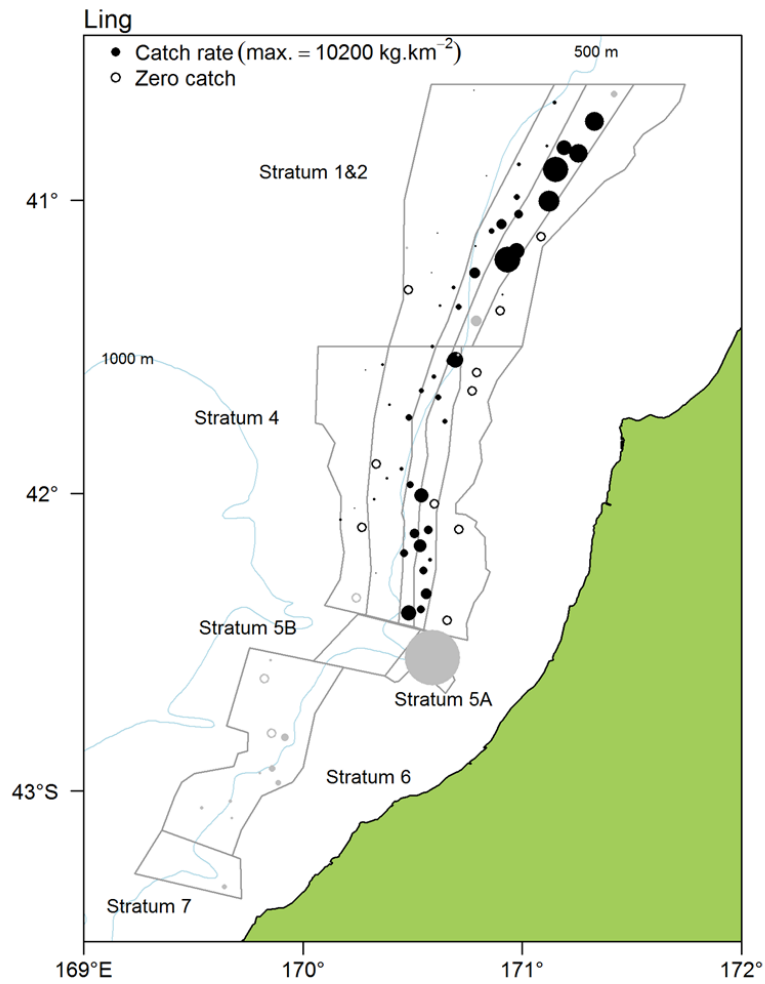 Ling
Catch rate (max. = 10200 kg.km⁻²)
Zero catch
500 m
Stratum 1&2
41°
1000 m
Stratum 4
42°
Stratum 5B
Stratum 5A
Stratum 6
43°S
Stratum 7
169°E 170° 171° 172°